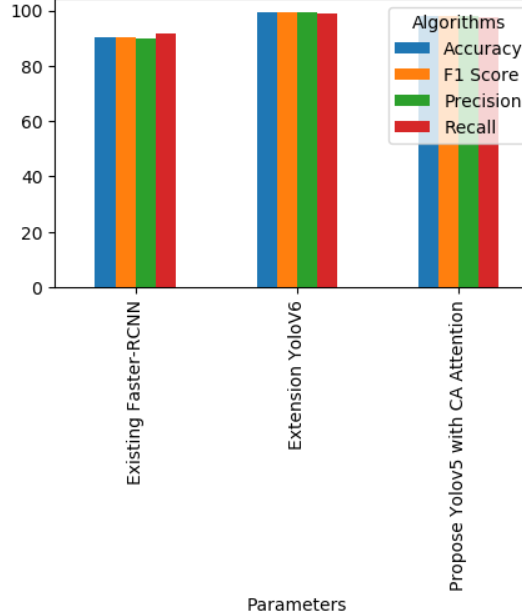 100
80
60
40
20
0
Algorithms
Accuracy
F1 Score
Precision
Recall
Existing Faster-RCNN
Extension YoloV6
Propose Yolov5 with CA Attention
Parameters